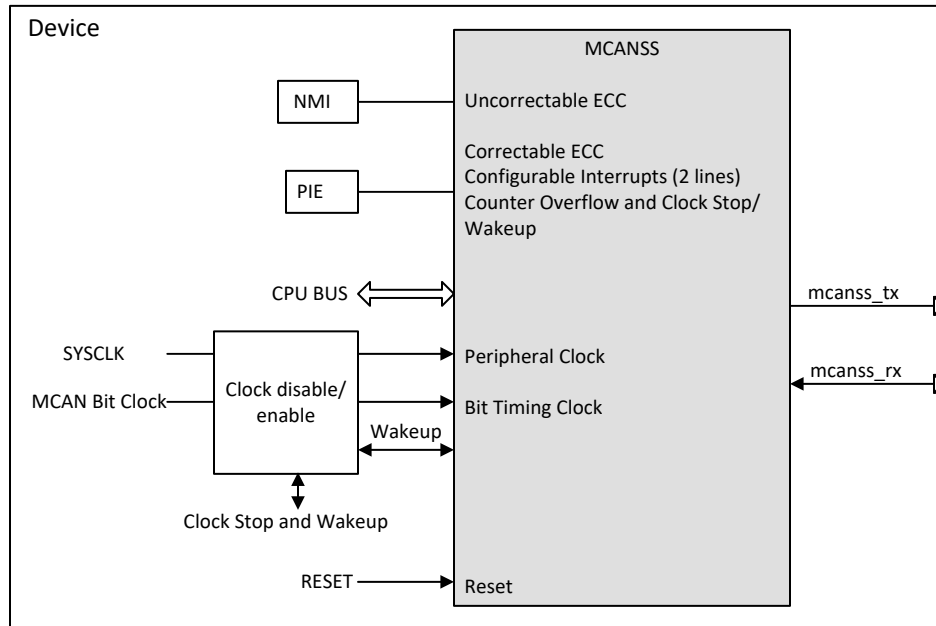 Device
MCANSS
NMI
Uncorrectable ECC
Correctable ECC
Configurable Interrupts (2 lines)
PIE
Counter Overflow and Clock Stop/
Wakeup
CPU BUS
mcanss_tx
SYSCLK
Peripheral Clock
mcanss_rx
Clock disable/
enable
MCAN Bit Clock
Bit Timing Clock
Wakeup
Clock Stop and Wakeup
RESET
Reset